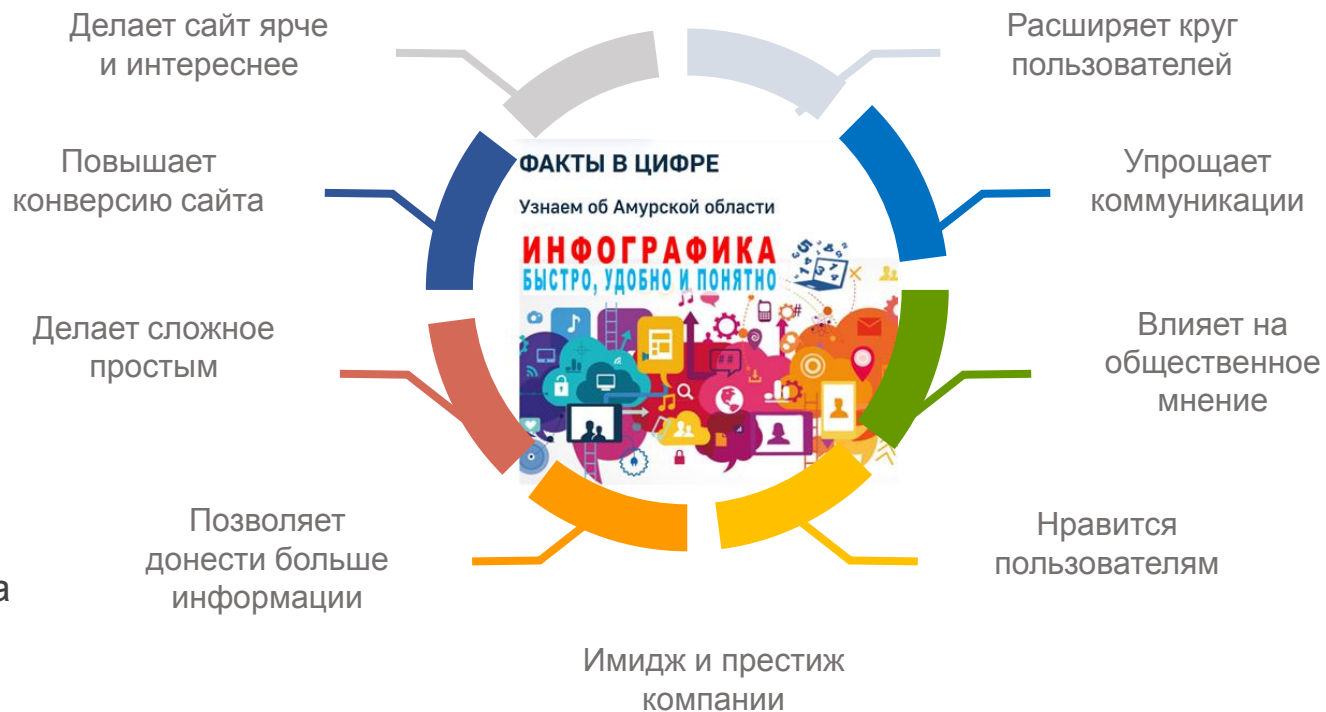 Делает сайт ярче
и интереснее
Расширяет круг
пользователей
Повышает
конверсию сайта
ФАКТЫ В ЦИФРЕ
Узнаем об Амурской области
ИНФОГРАФИКА
БЫСТРО, УДОБНО И ПОНЯТНО
Упрощает
коммуникации
Делает сложное
простым
Влияет на
общественное
мнение
Позволяет
донести больше
информации
Нравится
пользователям
а
Имидж и престиж
компании